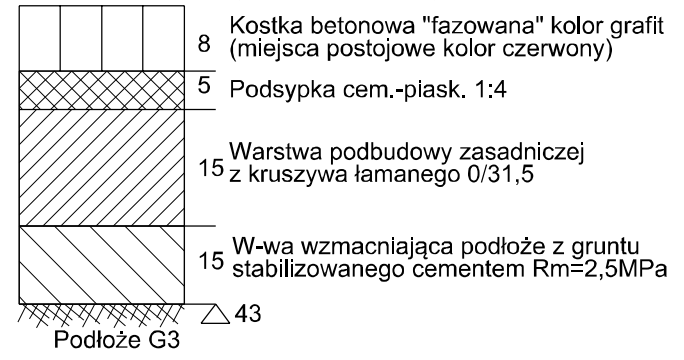 8 Kostka betonowa "fazowana" kolor grafit
(miejsca postojowe kolor czerwony)
5 Podsypka cem.-piask. 1:4
15 Warstwa podbudowy zasadniczej
z kruszywa łamanego 0/31,5
15 W-wa wzmacniająca podłoże z gruntu
stabilizowanego cementem Rm=2,5MPa
43
Podłoże G3